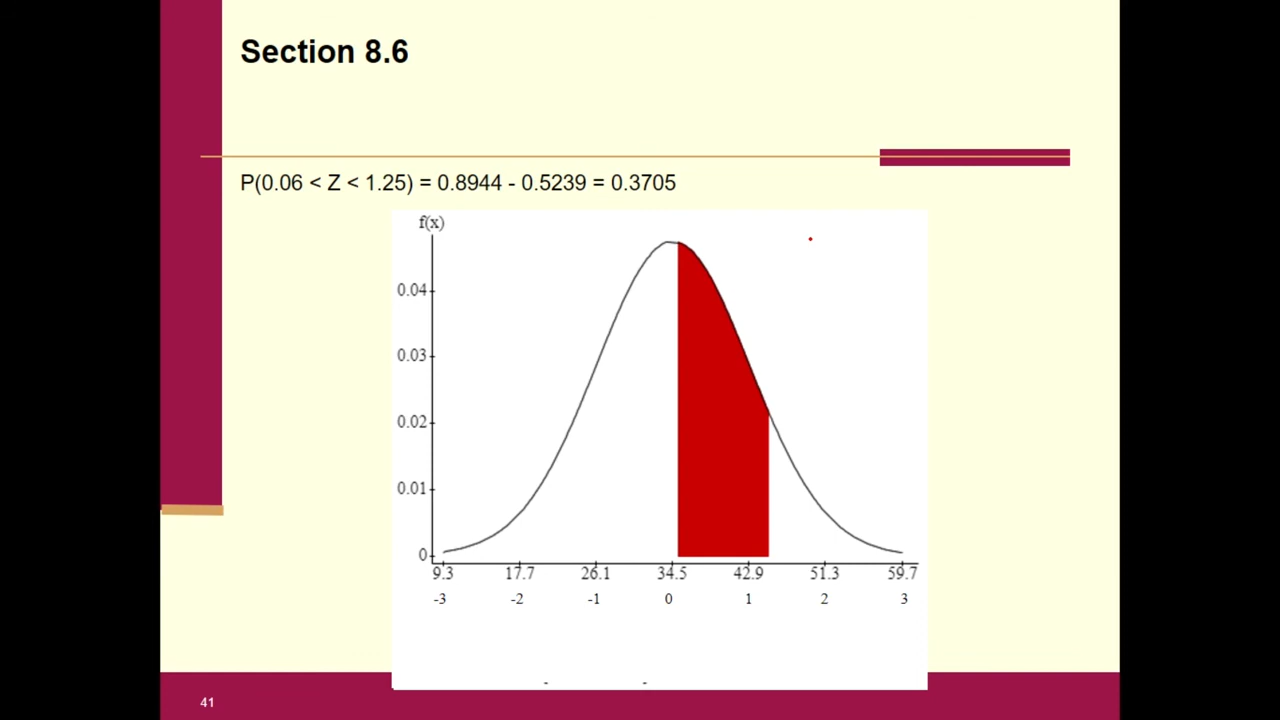 Section 8.6
P(0.06 < Z < 1.25) = 0.8944 - 0.5239 = 0.3705
f(x)
0.04
0.03
0.02
0.01
0
9.3 17.7 26.1 34.5 42.9 51.3 59.7
-3 -2 -1 0 1 2 3
41